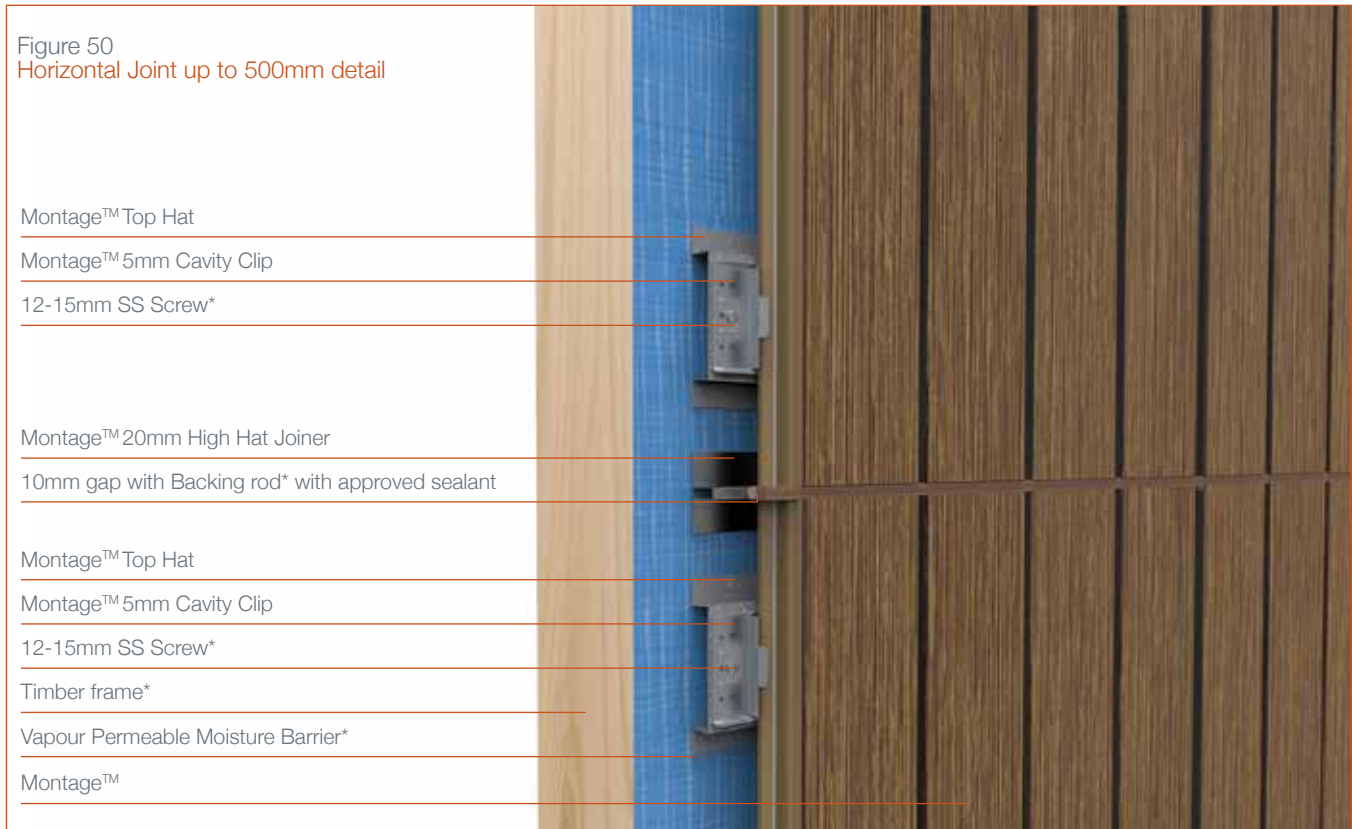 Figure 50
Horizontal Joint up to 500mm detail
Montage™ Top Hat
Montage™ 5mm Cavity Clip
12-15mm SS Screw*
Montage™ 20mm High Hat Joiner
10mm gap with Backing rod* with approved sealant
Montage™ Top Hat
Montage™ 5mm Cavity Clip
12-15mm SS Screw*
Timber frame*
Vapour Permeable Moisture Barrier*
Montage™